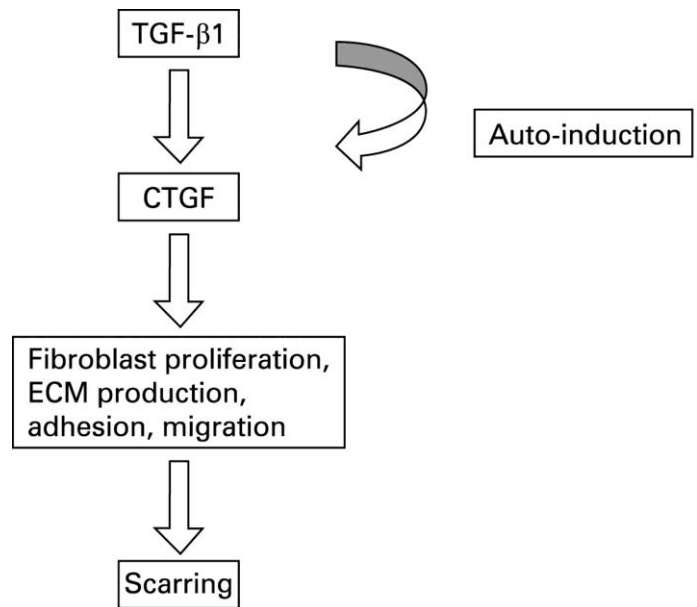 TGF-β1
Auto-induction
CTGF
Fibroblast proliferation,
ECM production,
adhesion, migration
Scarring